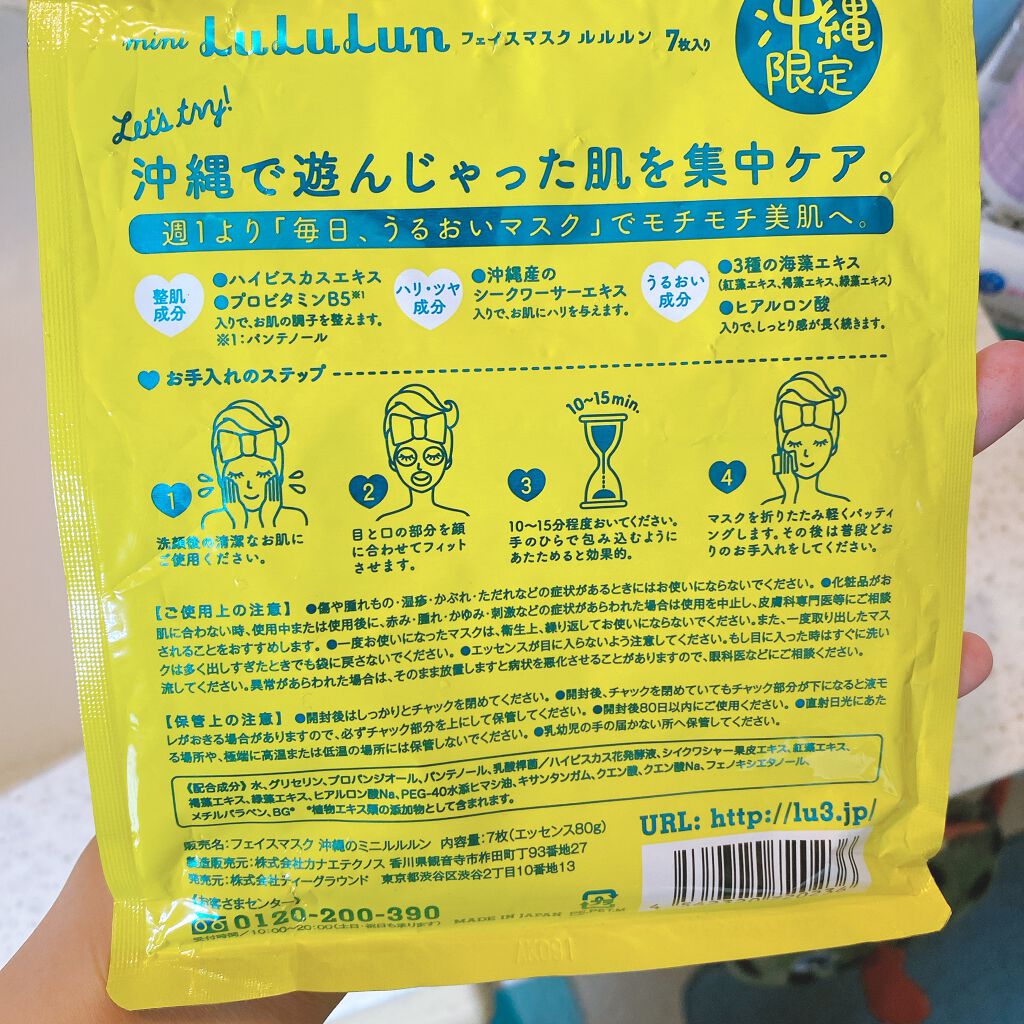 mini LuLuLun フェイスマスク ルルルン 7枚入り
沖縄
限定
Let's try!
沖縄で遊んじゃった肌を集中ケア。
週1より「毎日、うるおいマスク」でモチモチ美肌へ。
整肌
成分
●ハイビスカスエキス
●プロビタミンB5※1
入りで、お肌の調子を整えます。
※1：パンテノール
ハリ・ツヤ
成分
●沖縄産の
シークワーサーエキス
入りで、お肌にハリを与えます。
うるおい
成分
●3種の海藻エキス
(紅藻エキス、褐藻エキス、緑藻エキス)
●ヒアルロン酸
入りで、しっとり感が長く続きます。
お手入れのステップ
1
洗顔後の清潔なお肌に
ご使用ください。
2
目と口の部分を顔
に合わせてフィット
させます。
10~15min.
3
10〜15分程度おいてください。
手のひらで包み込むように
あたためると効果的。
4
マスクを折りたたみ軽くパッティ
ングします。その後は普段どお
りのお手入れをしてください。
【ご使用上の注意】 ●傷や腫れもの・湿疹・かぶれ・ただれなどの症状があるときにはお使いにならないでください。 ●化粧品がお
肌に合わない時、使用中または使用後に、赤み・腫れ・かゆみ・刺激などの症状があらわれた場合は使用を中止し、皮膚科専門医等にご相談
されることをおすすめします。 ●一度お使いになったマスクは、衛生上、繰り返してお使いにならないでください。また、一度取り出したマス
クは多く出しすぎたときでも袋に戻さないでください。 ●エッセンスが目に入らないよう注意してください。もし目に入った時はすぐに洗い
流してください。異常があらわれた場合は、そのまま放置しますと病状を悪化させることがありますので、眼科医などにご相談ください。
【保管上の注意】 ●開封後はしっかりとチャックを閉めてください。 ●開封後、チャックを閉めていてもチャック部分が下になると液モ
レがおきる場合がありますので、必ずチャック部分を上にして保管してください。 ●開封後80日以内にご使用ください。 ●直射日光にあた
る場所や、極端に高温または低温の場所には保管しないでください。 ●乳幼児の手の届かない所へ保管してください。
《配合成分》水、グリセリン、プロパンジオール、パンテノール、乳酸桿菌/ハイビスカス花発酵液、シイクワシャー果皮エキス、紅藻エキス、
褐藻エキス、緑藻エキス、ヒアルロン酸Na、PEG-40水添ヒマシ油、キサンタンガム、クエン酸、クエン酸Na、フェノキシエタノール、
メチルパラベン、BG* *植物エキス類の添加物として含まれます。
販売名：フェイスマスク 沖縄のミニルルルン 内容量：7枚(エッセンス80g)
製造販売元：株式会社カナエテクノス 香川県観音寺市柞田町丁93番地27
発売元：株式会社ディーグラウンド 東京都渋谷区渋谷2丁目10番地13
《お客さまセンター》
0120-200-390
受付時間/10:00〜20:00(土日・祝日も承ります)
MADE IN JAPAN
URL: http://lu3.jp/